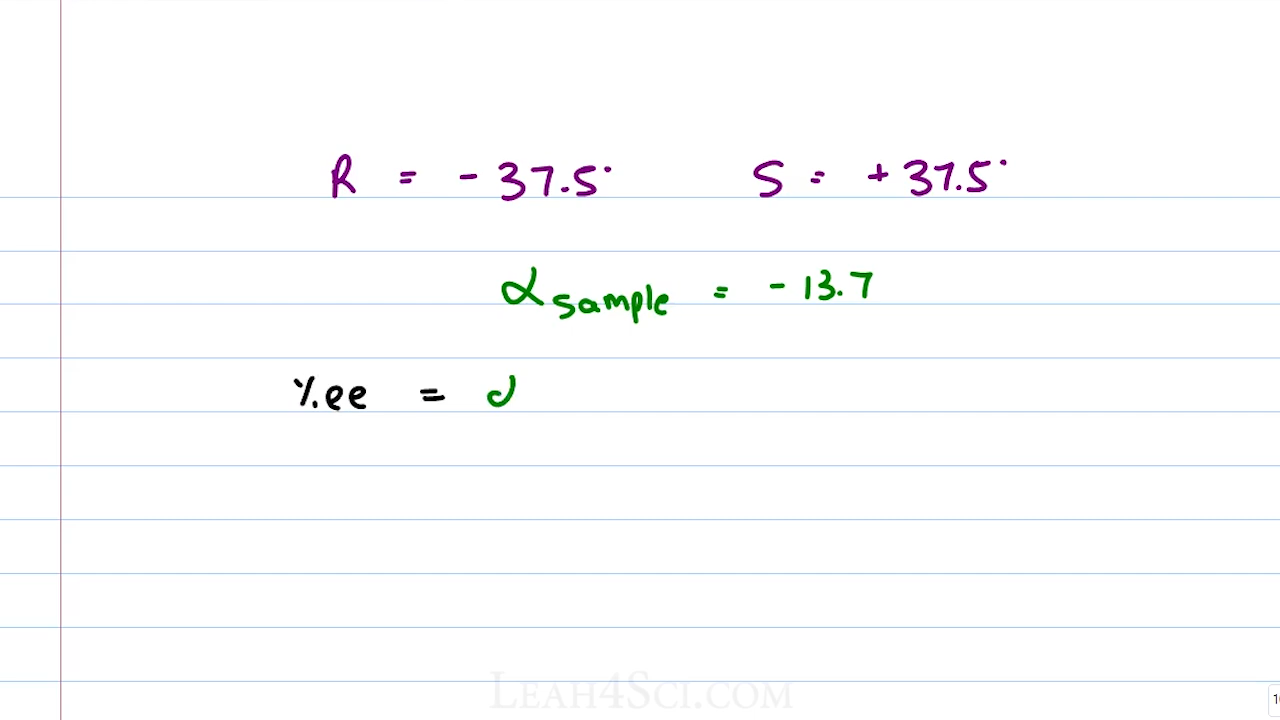 R = - 37.5° S = + 37.5°
α sample = - 13.7
%ee =
LEAH4SCI.COM